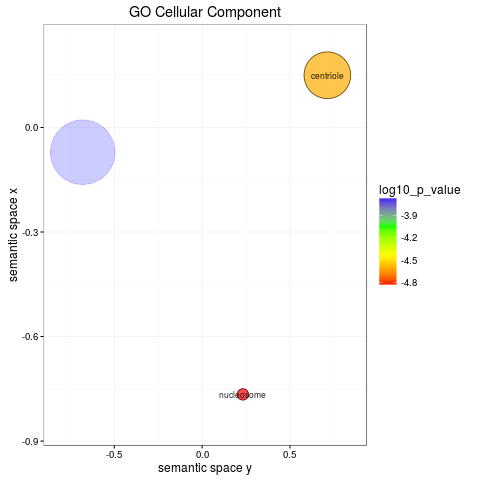 GO Cellular Component
centriole
log10_p_value
-3.9
-4.2
-4.5
-4.8
nucleosome
0.0
-0.3
-0.6
-0.9
semantic space x
-0.5
0.0
0.5
semantic space y